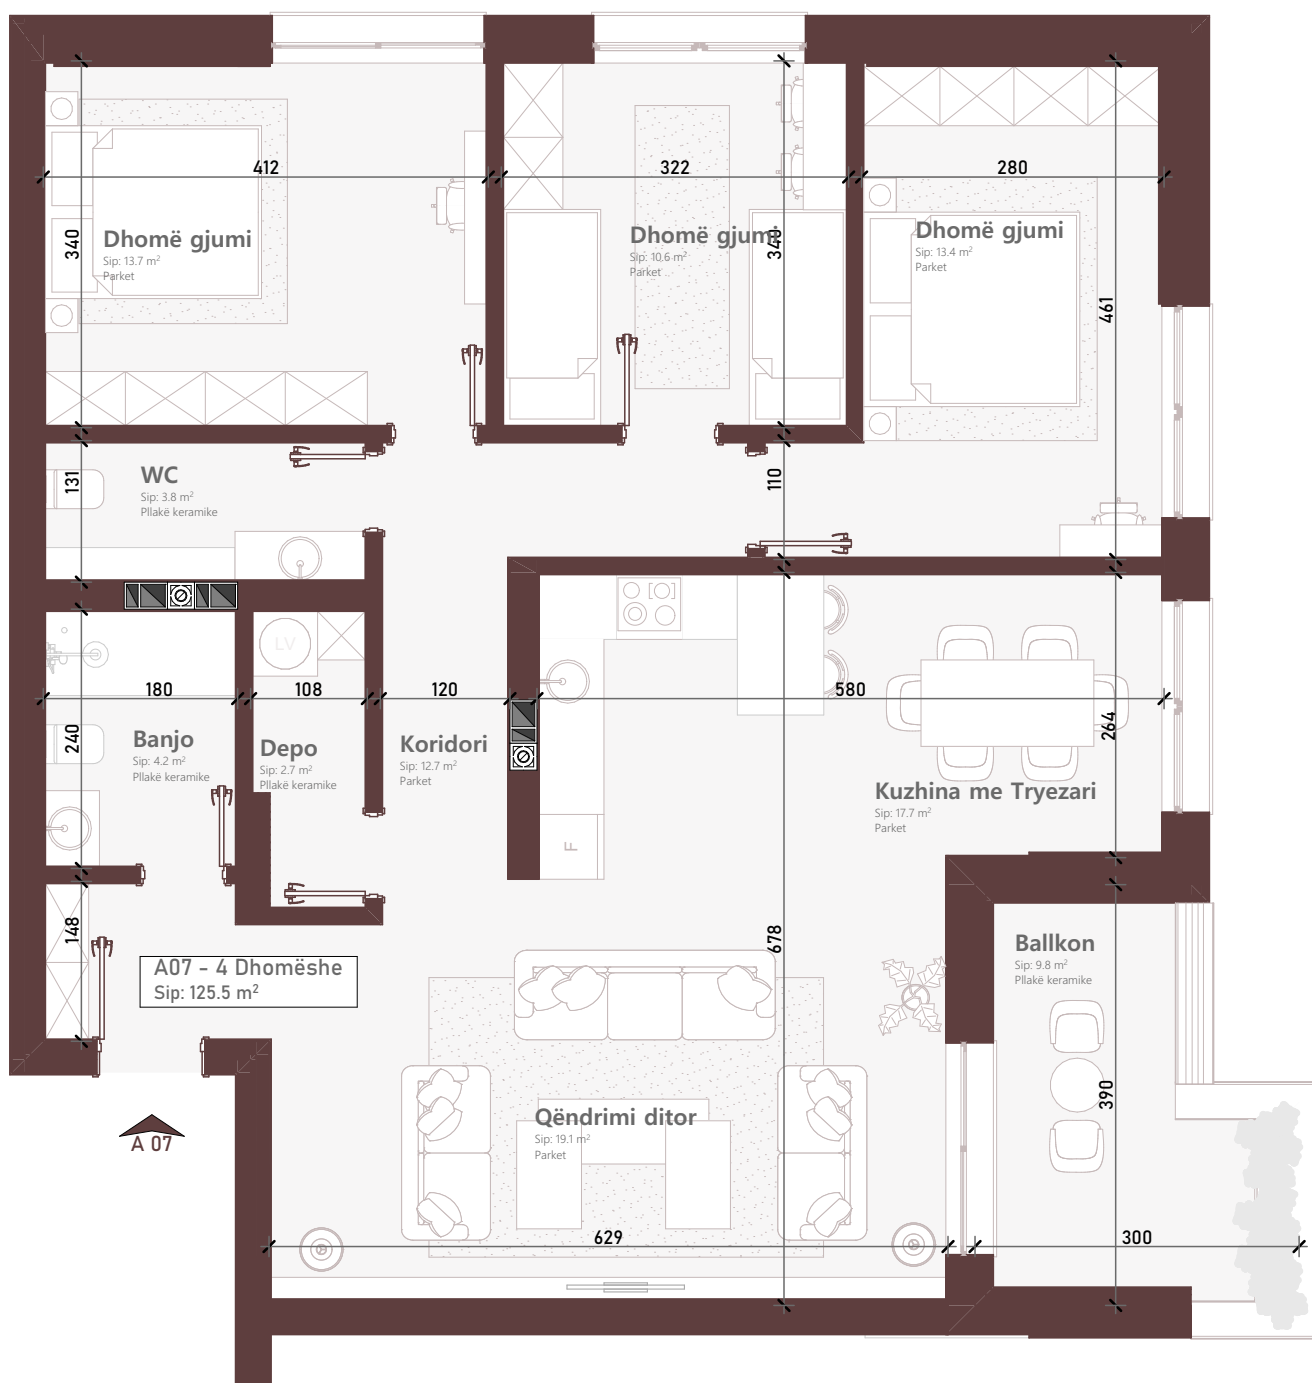 412
322
280
340
Dhomë gjumi
Sip: 13.7 m²
Parket
Dhomë gjumi
Sip: 10.6 m²
Parket
340
Dhomë gjumi
Sip: 13.4 m²
Parket
461
131
WC
Sip: 3.8 m²
Pllakë keramike
110
LV
180
108
120
580
240
Banjo
Sip: 4.2 m²
Pllakë keramike
Depo
Sip: 2.7 m²
Pllakë keramike
Koridori
Sip: 12.7 m²
Parket
264
Kuzhina me Tryezari
Sip: 17.7 m²
Parket
F
148
A07 - 4 Dhomëshe
Sip: 125.5 m²
678
Ballkon
Sip: 9.8 m²
Pllakë keramike
390
A 07
Qëndrimi ditor
Sip: 19.1 m²
Parket
629
300